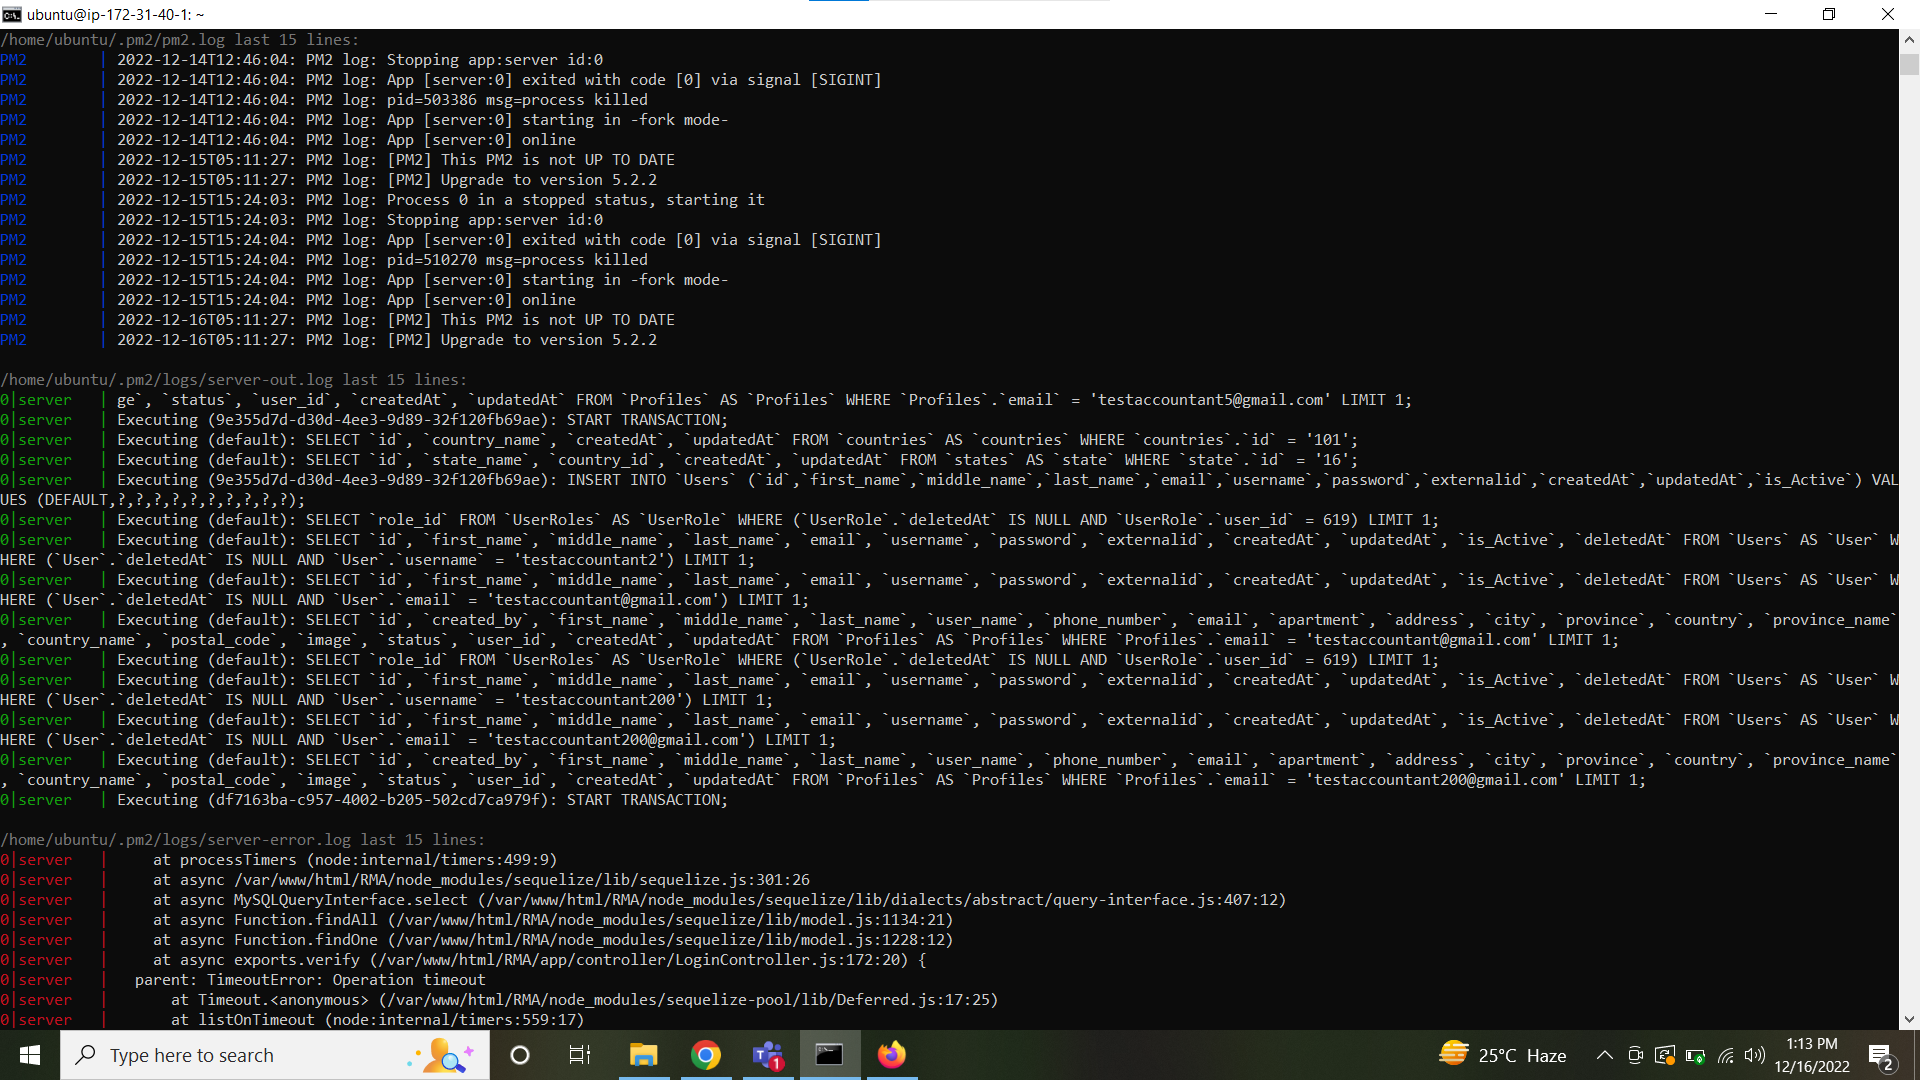 ubuntu@ip-172-31-40-1: ~
/home/ubuntu/.pm2/pm2.log last 15 lines:
PM2        | 2022-12-14T12:46:04: PM2 log: Stopping app:server id:0
PM2        | 2022-12-14T12:46:04: PM2 log: App [server:0] exited with code [0] via signal [SIGINT]
PM2        | 2022-12-14T12:46:04: PM2 log: pid=503386 msg=process killed
PM2        | 2022-12-14T12:46:04: PM2 log: App [server:0] starting in -fork mode-
PM2        | 2022-12-14T12:46:04: PM2 log: App [server:0] online
PM2        | 2022-12-15T05:11:27: PM2 log: [PM2] This PM2 is not UP TO DATE
PM2        | 2022-12-15T05:11:27: PM2 log: [PM2] Upgrade to version 5.2.2
PM2        | 2022-12-15T15:24:03: PM2 log: Process 0 in a stopped status, starting it
PM2        | 2022-12-15T15:24:03: PM2 log: Stopping app:server id:0
PM2        | 2022-12-15T15:24:04: PM2 log: App [server:0] exited with code [0] via signal [SIGINT]
PM2        | 2022-12-15T15:24:04: PM2 log: pid=510270 msg=process killed
PM2        | 2022-12-15T15:24:04: PM2 log: App [server:0] starting in -fork mode-
PM2        | 2022-12-15T15:24:04: PM2 log: App [server:0] online
PM2        | 2022-12-16T05:11:27: PM2 log: [PM2] This PM2 is not UP TO DATE
PM2        | 2022-12-16T05:11:27: PM2 log: [PM2] Upgrade to version 5.2.2
/home/ubuntu/.pm2/logs/server-out.log last 15 lines:
0|server   | ge`, `status`, `user_id`, `createdAt`, `updatedAt` FROM `Profiles` AS `Profiles` WHERE `Profiles`.`email` = 'testaccountant5@gmail.com' LIMIT 1;
0|server   | Executing (9e355d7d-d30d-4ee3-9d89-32f120fb69ae): START TRANSACTION;
0|server   | Executing (default): SELECT `id`, `country_name`, `createdAt`, `updatedAt` FROM `countries` AS `countries` WHERE `countries`.`id` = '101';
0|server   | Executing (default): SELECT `id`, `state_name`, `country_id`, `createdAt`, `updatedAt` FROM `states` AS `state` WHERE `state`.`id` = '16';
0|server   | Executing (9e355d7d-d30d-4ee3-9d89-32f120fb69ae): INSERT INTO `Users` (`id`,`first_name`,`middle_name`,`last_name`,`email`,`username`,`password`,`externalid`,`createdAt`,`updatedAt`,`is_Active`) VAL
UES (DEFAULT,?,?,?,?,?,?,?,?,?,?);
0|server   | Executing (default): SELECT `role_id` FROM `UserRoles` AS `UserRole` WHERE (`UserRole`.`deletedAt` IS NULL AND `UserRole`.`user_id` = 619) LIMIT 1;
0|server   | Executing (default): SELECT `id`, `first_name`, `middle_name`, `last_name`, `email`, `username`, `password`, `externalid`, `createdAt`, `updatedAt`, `is_Active`, `deletedAt` FROM `Users` AS `User` W
HERE (`User`.`deletedAt` IS NULL AND `User`.`username` = 'testaccountant2') LIMIT 1;
0|server   | Executing (default): SELECT `id`, `first_name`, `middle_name`, `last_name`, `email`, `username`, `password`, `externalid`, `createdAt`, `updatedAt`, `is_Active`, `deletedAt` FROM `Users` AS `User` W
HERE (`User`.`deletedAt` IS NULL AND `User`.`email` = 'testaccountant@gmail.com') LIMIT 1;
0|server   | Executing (default): SELECT `id`, `created_by`, `first_name`, `middle_name`, `last_name`, `user_name`, `phone_number`, `email`, `apartment`, `address`, `city`, `province`, `country`, `province_name`
, `country_name`, `postal_code`, `image`, `status`, `user_id`, `createdAt`, `updatedAt` FROM `Profiles` AS `Profiles` WHERE `Profiles`.`email` = 'testaccountant@gmail.com' LIMIT 1;
0|server   | Executing (default): SELECT `role_id` FROM `UserRoles` AS `UserRole` WHERE (`UserRole`.`deletedAt` IS NULL AND `UserRole`.`user_id` = 619) LIMIT 1;
0|server   | Executing (default): SELECT `id`, `first_name`, `middle_name`, `last_name`, `email`, `username`, `password`, `externalid`, `createdAt`, `updatedAt`, `is_Active`, `deletedAt` FROM `Users` AS `User` W
HERE (`User`.`deletedAt` IS NULL AND `User`.`username` = 'testaccountant200') LIMIT 1;
0|server   | Executing (default): SELECT `id`, `first_name`, `middle_name`, `last_name`, `email`, `username`, `password`, `externalid`, `createdAt`, `updatedAt`, `is_Active`, `deletedAt` FROM `Users` AS `User` W
HERE (`User`.`deletedAt` IS NULL AND `User`.`email` = 'testaccountant200@gmail.com') LIMIT 1;
0|server   | Executing (default): SELECT `id`, `created_by`, `first_name`, `middle_name`, `last_name`, `user_name`, `phone_number`, `email`, `apartment`, `address`, `city`, `province`, `country`, `province_name`
, `country_name`, `postal_code`, `image`, `status`, `user_id`, `createdAt`, `updatedAt` FROM `Profiles` AS `Profiles` WHERE `Profiles`.`email` = 'testaccountant200@gmail.com' LIMIT 1;
0|server   | Executing (df7163ba-c957-4002-b205-502cd7ca979f): START TRANSACTION;
/home/ubuntu/.pm2/logs/server-error.log last 15 lines:
0|server   |     at processTimers (node:internal/timers:499:9)
0|server   |     at async /var/www/html/RMA/node_modules/sequelize/lib/sequelize.js:301:26
0|server   |     at async MySQLQueryInterface.select (/var/www/html/RMA/node_modules/sequelize/lib/dialects/abstract/query-interface.js:407:12)
0|server   |     at async Function.findAll (/var/www/html/RMA/node_modules/sequelize/lib/model.js:1134:21)
0|server   |     at async Function.findOne (/var/www/html/RMA/node_modules/sequelize/lib/model.js:1228:12)
0|server   |     at async exports.verify (/var/www/html/RMA/app/controller/LoginController.js:172:20) {
0|server   |   parent: TimeoutError: Operation timeout
0|server   |       at Timeout.<anonymous> (/var/www/html/RMA/node_modules/sequelize-pool/lib/Deferred.js:17:25)
0|server   |       at listOnTimeout (node:internal/timers:559:17)
Type here to search
1
25°C Haze
1:13 PM
12/16/2022
2